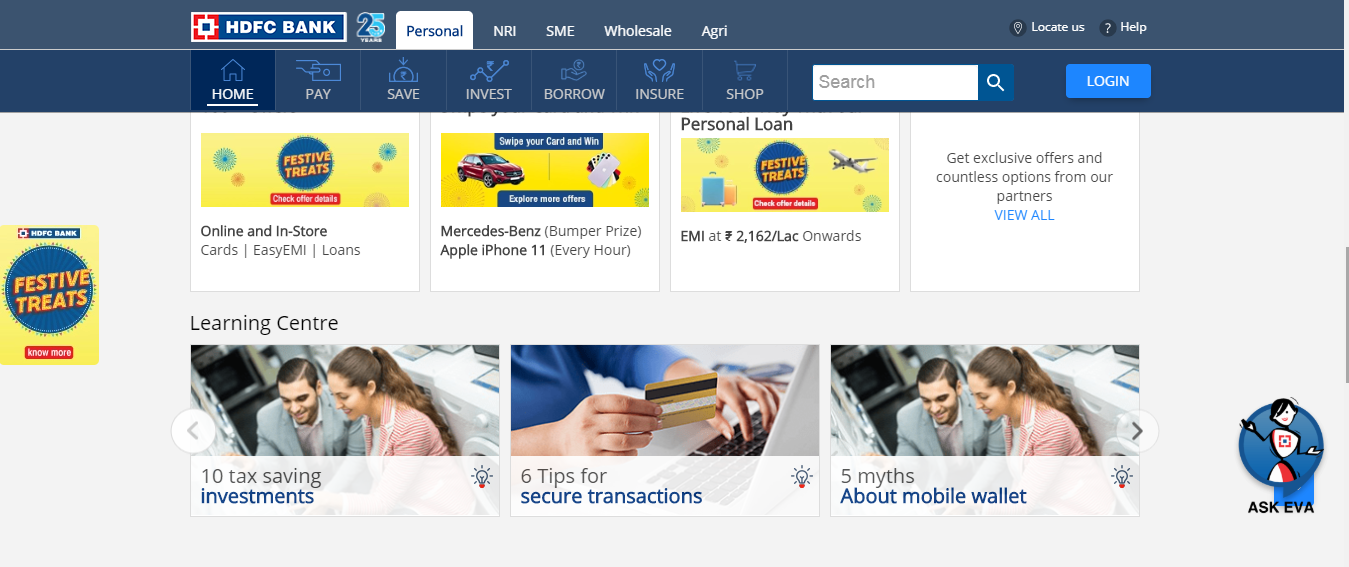 HDFC BANK
25 YEARS
Personal
NRI
SME
Wholesale
Agri
Locate us
? Help
HOME
PAY
SAVE
INVEST
BORROW
INSURE
SHOP
Search
LOGIN
Personal Loan
FESTIVE
TREATS
Check offer details
Online and In-Store
Cards | EasyEMI | Loans
Swipe your Card and Win
Explore more offers
Mercedes-Benz (Bumper Prize)
Apple iPhone 11 (Every Hour)
FESTIVE
TREATS
Check offer details
EMI at ₹ 2,162/Lac Onwards
Get exclusive offers and
countless options from our
partners
VIEW ALL
HDFC BANK
FESTIVE
TREATS
know more
Learning Centre
10 tax saving
investments
6 Tips for
secure transactions
5 myths
About mobile wallet
ASK EVA